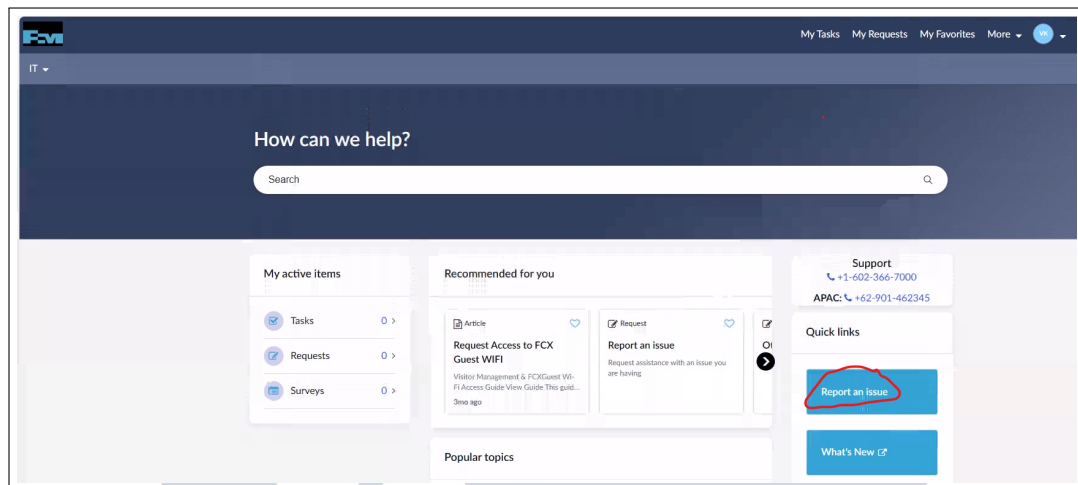 FCX
My Tasks My Requests My Favorites More VK
IT
How can we help?
Search
My active items
Tasks 0
Requests 0
Surveys 0
Recommended for you
Article
Request Access to FCX
Guest WIFI
Visitor Management & FCXGuest Wi-
Fi Access Guide View Guide This guid...
3mo ago
Request
Report an issue
Request assistance with an issue you
are having
Popular topics
Support
+1-602-366-7000
APAC: +62-901-462345
Quick links
Report an issue
What's New